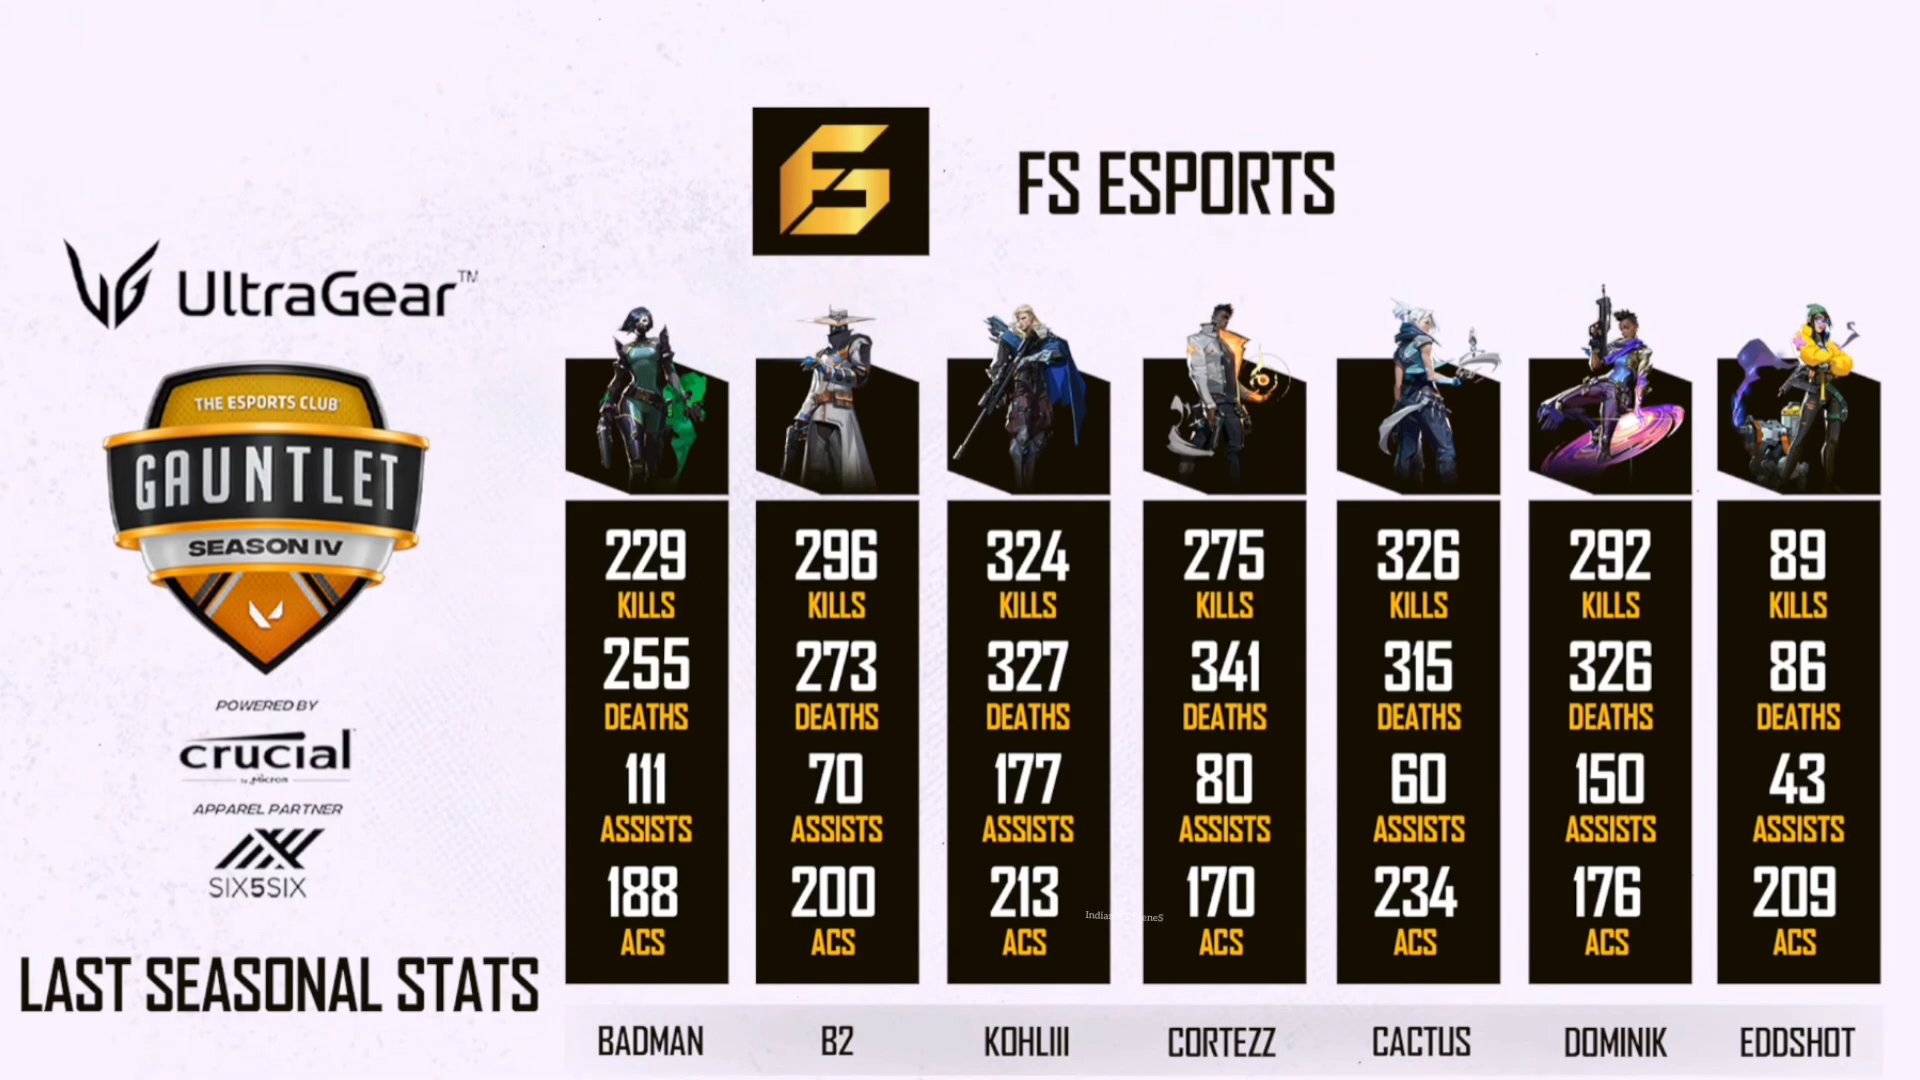 FS ESPORTS
UltraGear™
THE ESPORTS CLUB
GAUNTLET
SEASON IV
POWERED BY
crucial
by Micron
APPAREL PARTNER
SIX5SIX
LAST SEASONAL STATS
229 296 324 275 326 292 89
KILLS KILLS KILLS KILLS KILLS KILLS KILLS
255 273 327 341 315 326 86
DEATHS DEATHS DEATHS DEATHS DEATHS DEATHS DEATHS
111 70 177 80 60 150 43
ASSISTS ASSISTS ASSISTS ASSISTS ASSISTS ASSISTS ASSISTS
188 200 213 170 234 176 209
ACS ACS ACS ACS ACS ACS ACS
BADMAN B2 KOHLIII CORTEZZ CACTUS DOMINIK EDDSHOT